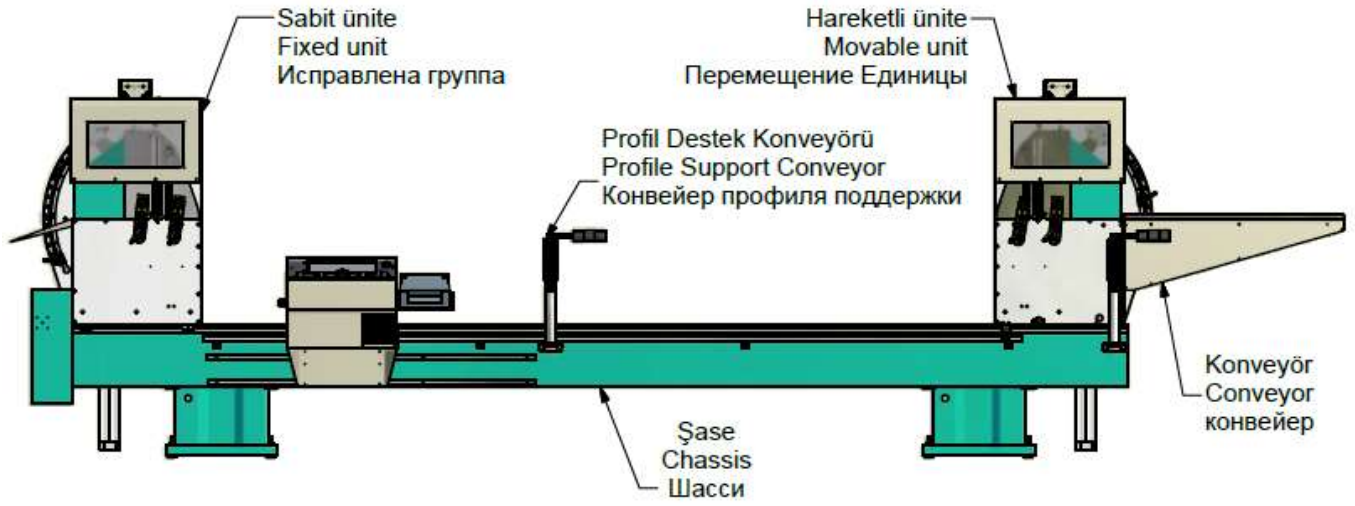 Sabit ünite
Fixed unit
Исправлена группа
Hareketli ünite
Movable unit
Перемещение Единицы
Profil Destek Konveyörü
Profile Support Conveyor
Конвейер профиля поддержки
Konveyör
Conveyor
конвейер
Şase
Chassis
Шасси